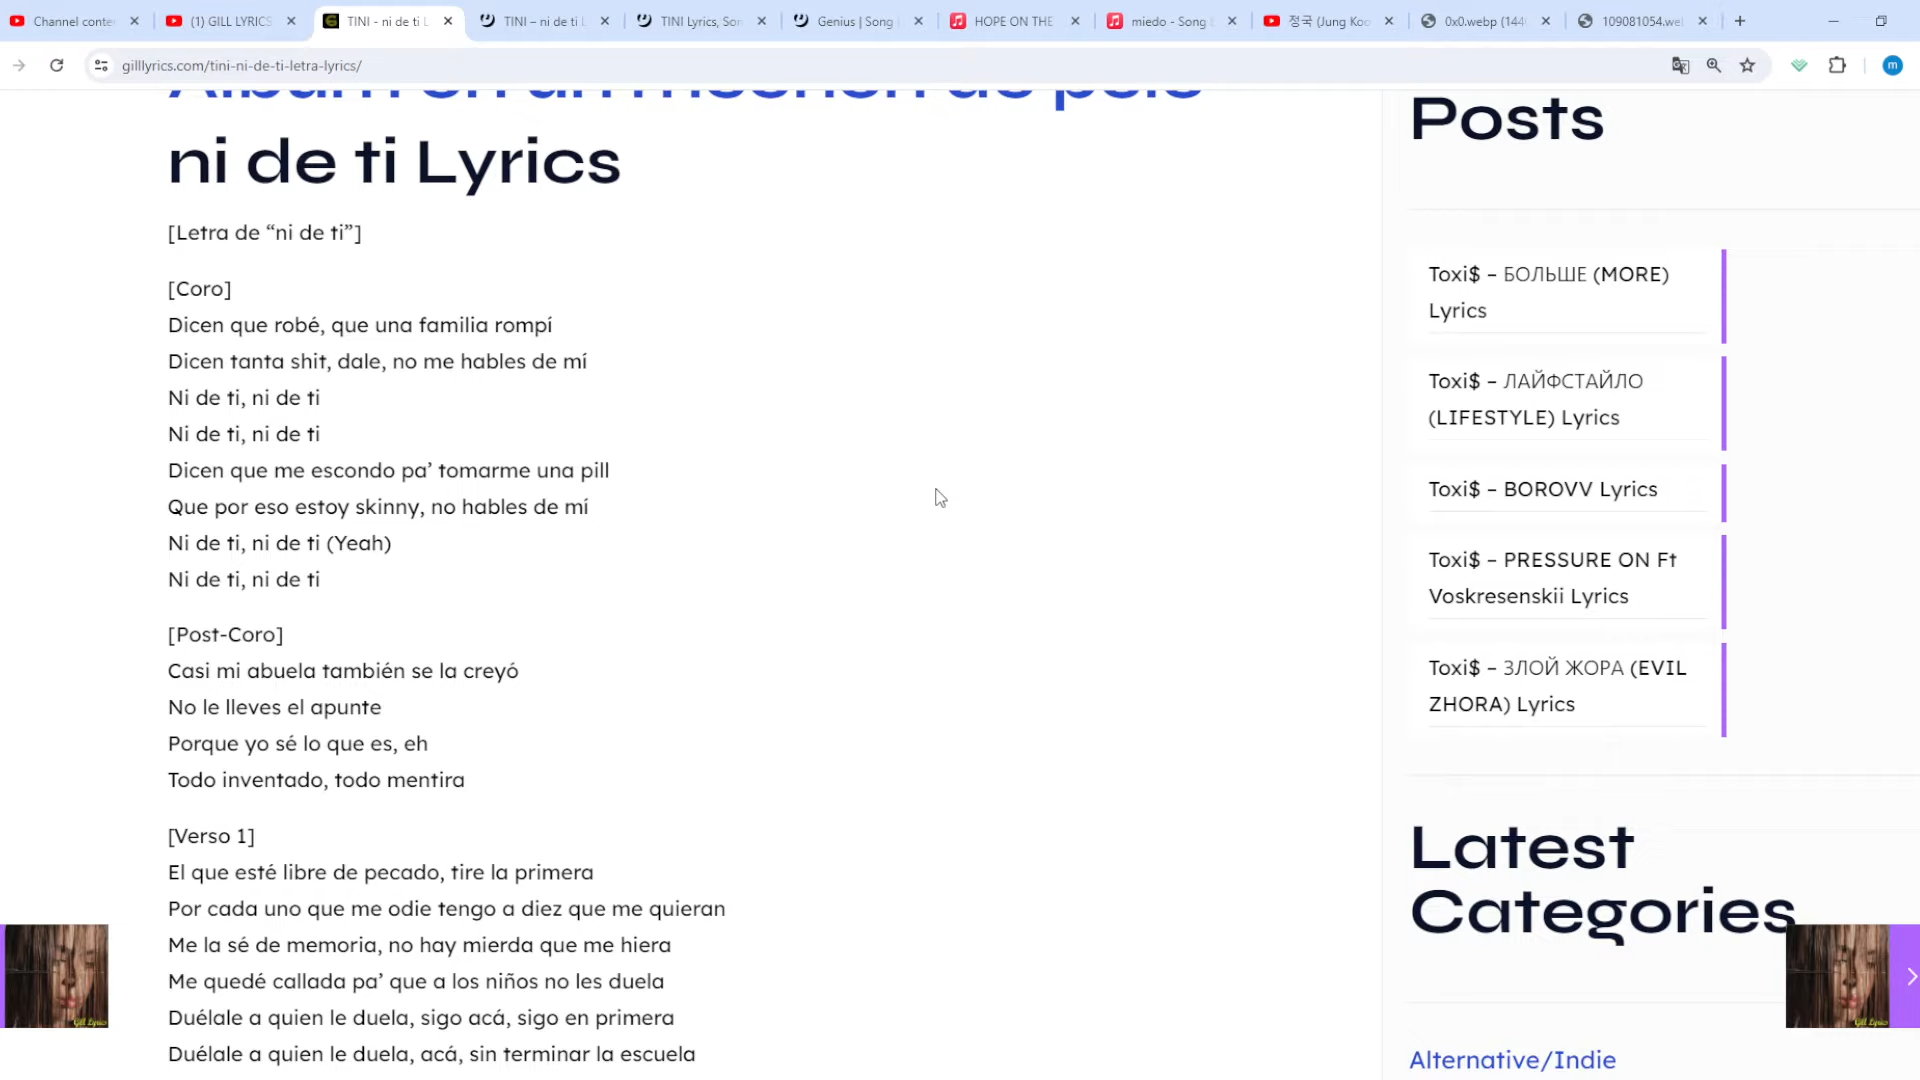 Channel conte
(1) GILL LYRICS
TINI - ni de ti L
TINI – ni de ti L
TINI Lyrics, Son
Genius | Song
HOPE ON THE
miedo - Song
정국 (Jung Koo
0x0.webp (144
109081054.we
gilllyrics.com/tini-ni-de-ti-letra-lyrics/
m
ni de ti Lyrics
[Letra de “ni de ti”]
[Coro]
Dicen que robé, que una familia rompí
Dicen tanta shit, dale, no me hables de mí
Ni de ti, ni de ti
Ni de ti, ni de ti
Dicen que me escondo pa’ tomarme una pill
Que por eso estoy skinny, no hables de mí
Ni de ti, ni de ti (Yeah)
Ni de ti, ni de ti
[Post-Coro]
Casi mi abuela también se la creyó
No le lleves el apunte
Porque yo sé lo que es, eh
Todo inventado, todo mentira
[Verso 1]
El que esté libre de pecado, tire la primera
Por cada uno que me odie tengo a diez que me quieran
Me la sé de memoria, no hay mierda que me hiera
Me quedé callada pa’ que a los niños no les duela
Duélale a quien le duela, sigo acá, sigo en primera
Duélale a quien le duela, acá, sin terminar la escuela
Posts
Toxi$ – БОЛЬШЕ (MORE)
Lyrics
Toxi$ – ЛАЙФСТАЙЛО
(LIFESTYLE) Lyrics
Toxi$ – BOROVV Lyrics
Toxi$ – PRESSURE ON Ft
Voskresenskii Lyrics
Toxi$ – ЗЛОЙ ЖОРА (EVIL
ZHORA) Lyrics
Latest
Categories
Alternative/Indie
Gill Lyrics
Gill Lyrics